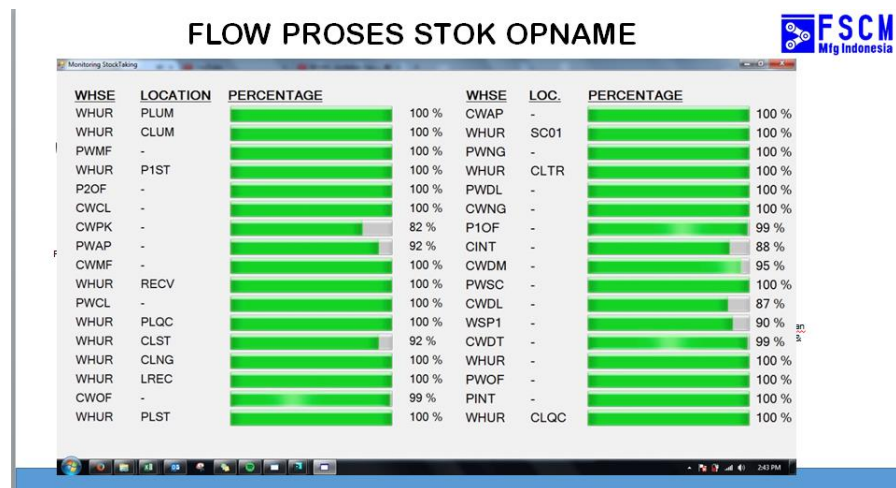 FLOW PROSES STOK OPNAME
FSCM
Mfg Indonesia
Monitoring StockTaking
WHSE LOCATION PERCENTAGE WHSE LOC. PERCENTAGE
WHUR PLUM 100 % CWAP - 100 %
WHUR CLUM 100 % WHUR SC01 100 %
PWMF - 100 % PWNG - 100 %
WHUR P1ST 100 % WHUR CLTR 100 %
P2OF - 100 % PWDL - 100 %
CWCL - 100 % CWNG - 100 %
CWPK - 82 % P1OF - 99 %
PWAP - 92 % CINT - 88 %
CWMF - 100 % CWDM - 95 %
WHUR RECV 100 % PWSC - 100 %
PWCL - 100 % CWDL - 87 %
WHUR PLQC 100 % WSP1 - 90 %
WHUR CLST 92 % CWDT - 99 %
WHUR CLNG 100 % WHUR - 100 %
WHUR LREC 100 % PWOF - 100 %
CWOF - 99 % PINT - 100 %
WHUR PLST 100 % WHUR CLQC 100 %
2:43 PM